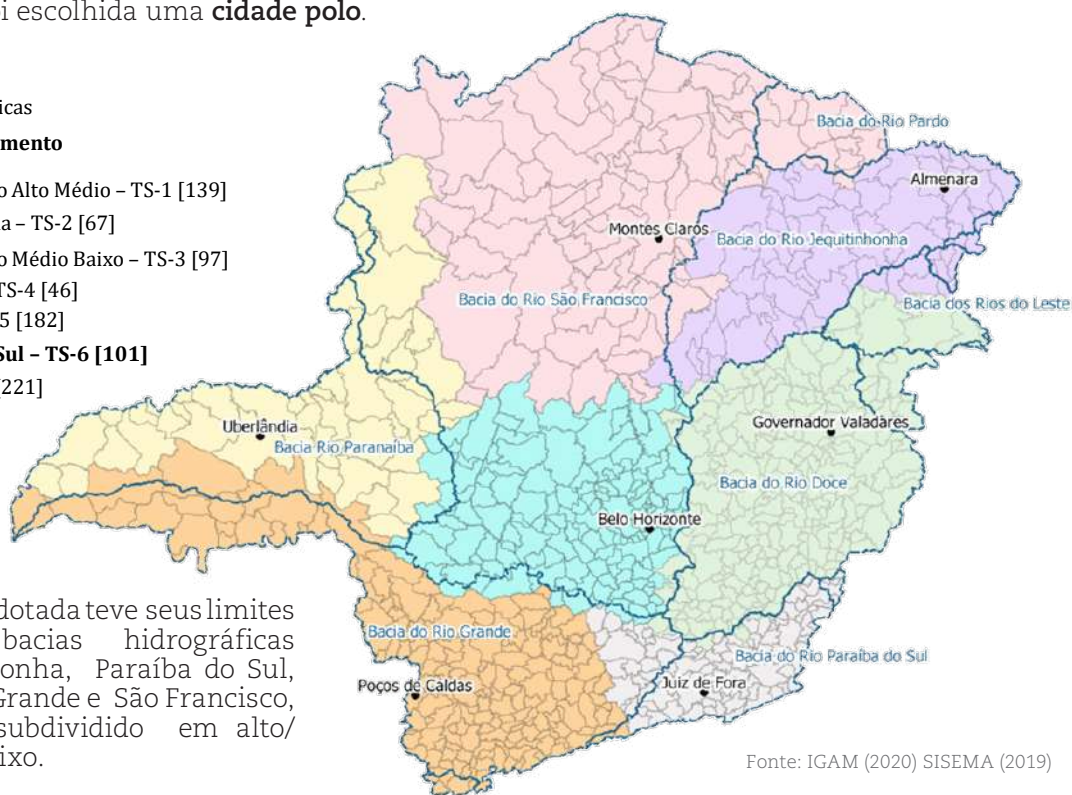 i escolhida uma cidade polo.
icas
mento
o Alto Médio – TS-1 [139]
a – TS-2 [67]
o Médio Baixo – TS-3 [97]
TS-4 [46]
5 [182]
Sul – TS-6 [101]
[221]
Bacia do Rio Pardo
Almenara
Montes Claros
Bacia do Rio Jequitinhonha
Bacia do Rio São Francisco
Bacia dos Rios do Leste
Uberlândia
Bacia Rio Paranaíba
Governador Valadares
Bacia do Rio Doce
Belo Horizonte
Bacia do Rio Grande
Bacia do Rio Paraíba do Sul
Poços de Caldas
Juiz de Fora
dotada teve seus limites
bacias hidrográficas
onha, Paraíba do Sul,
Grande e São Francisco,
subdividido em alto/
ixo.
Fonte: IGAM (2020) SISEMA (2019)